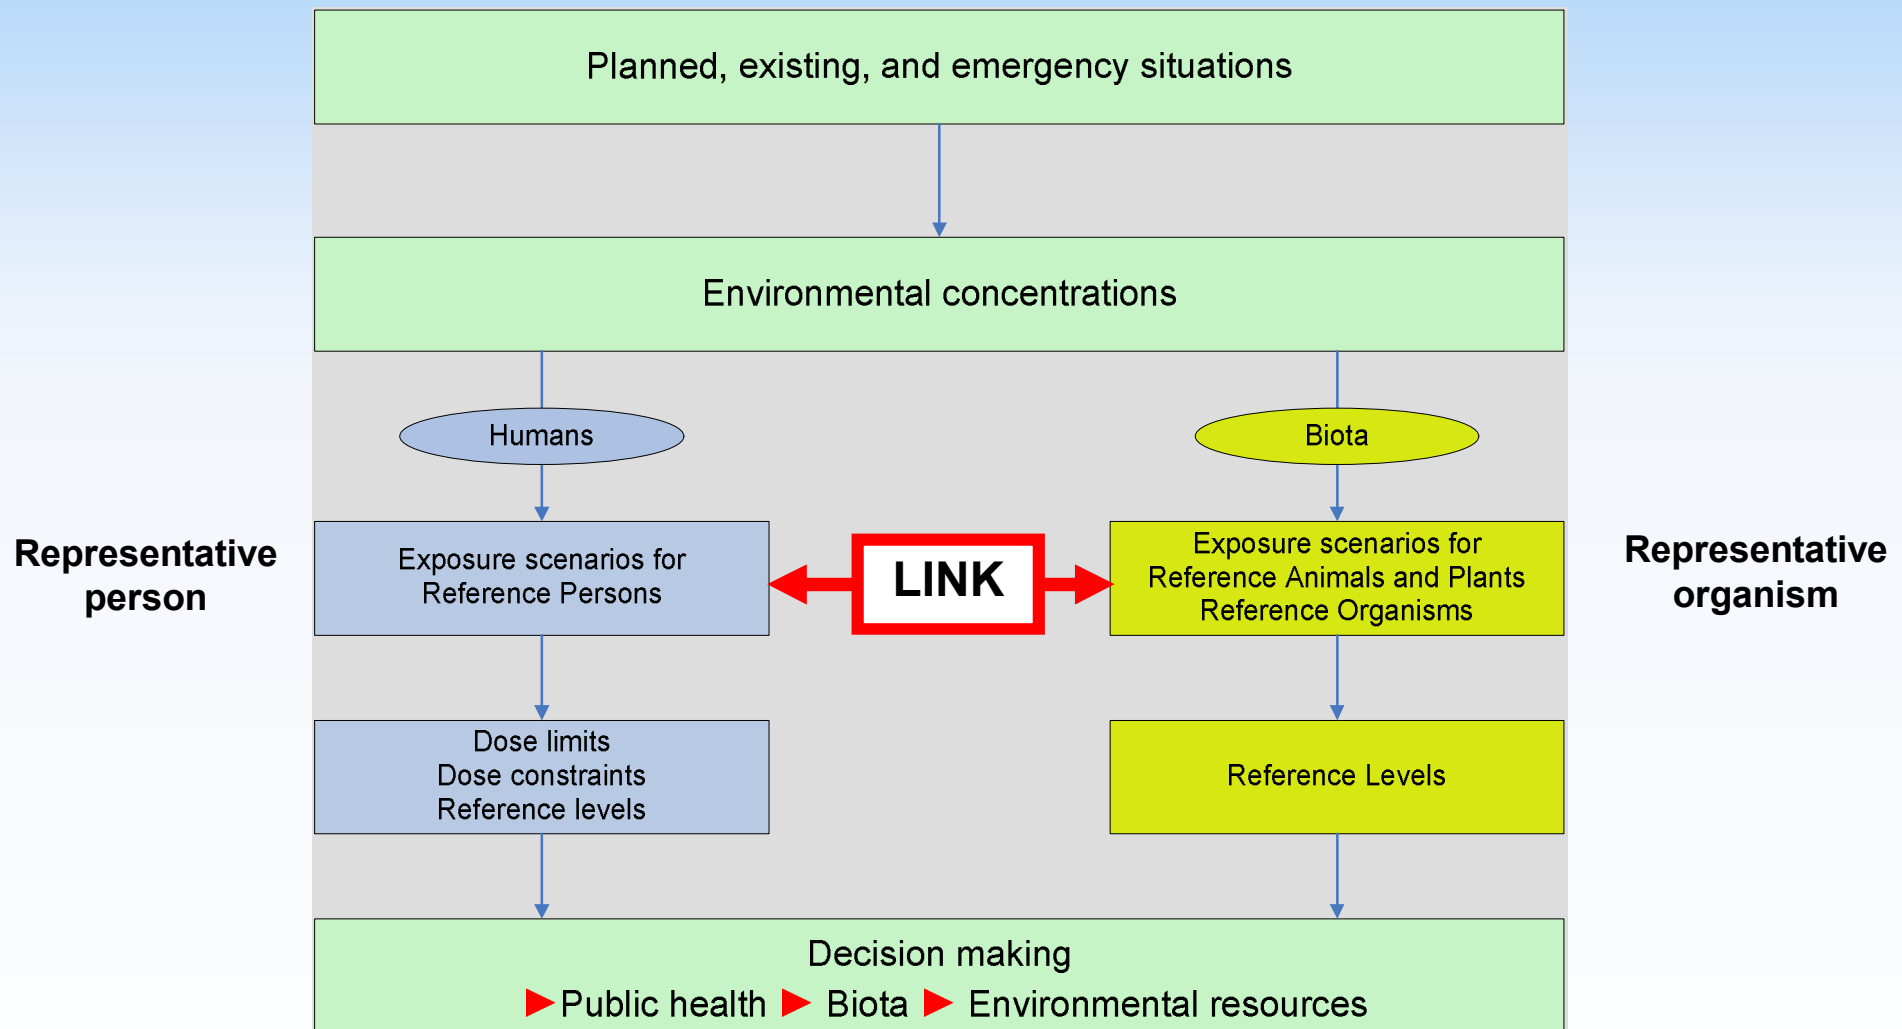 Planned, existing, and emergency situations
Environmental concentrations
Humans
Biota
Representative
person
Exposure scenarios for
Reference Persons
LINK
Exposure scenarios for
Reference Animals and Plants
Reference Organisms
Representative
organism
Dose limits
Dose constraints
Reference levels
Reference Levels
Decision making
Public health Biota Environmental resources